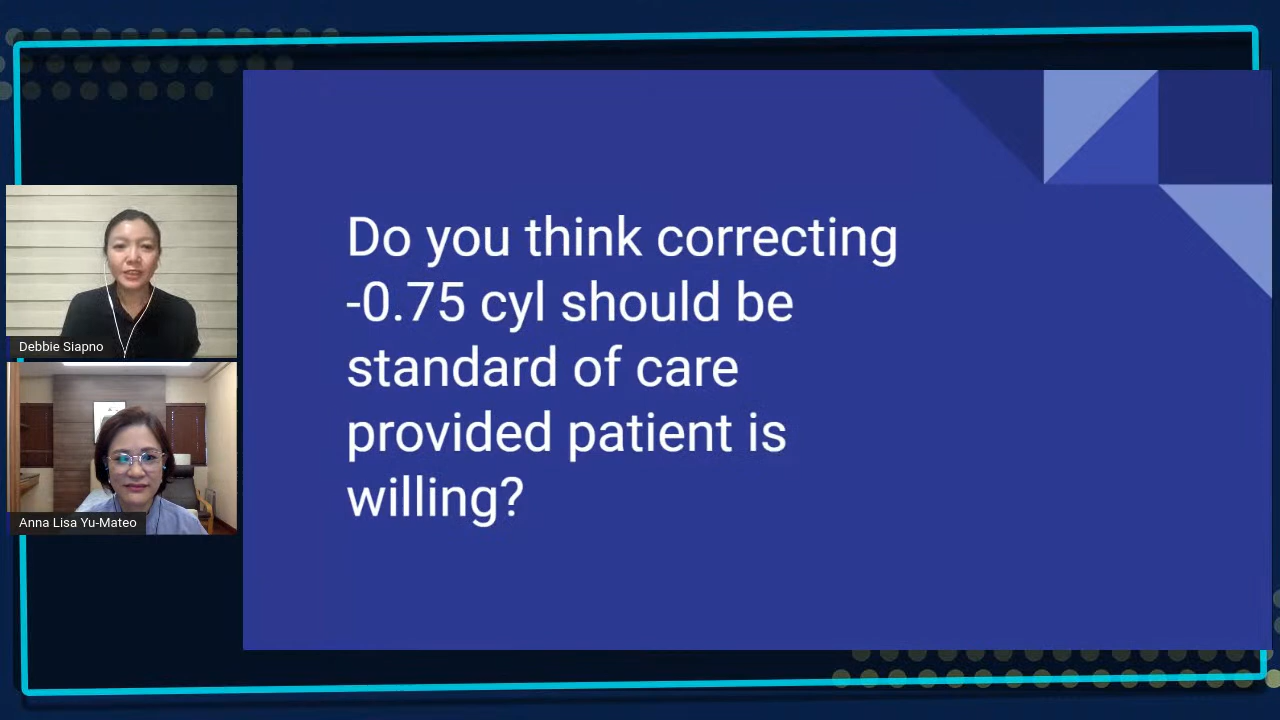 Do you think correcting
-0.75 cyl should be
standard of care
provided patient is
willing?
Debbie Siapno
Anna Lisa Yu-Mateo